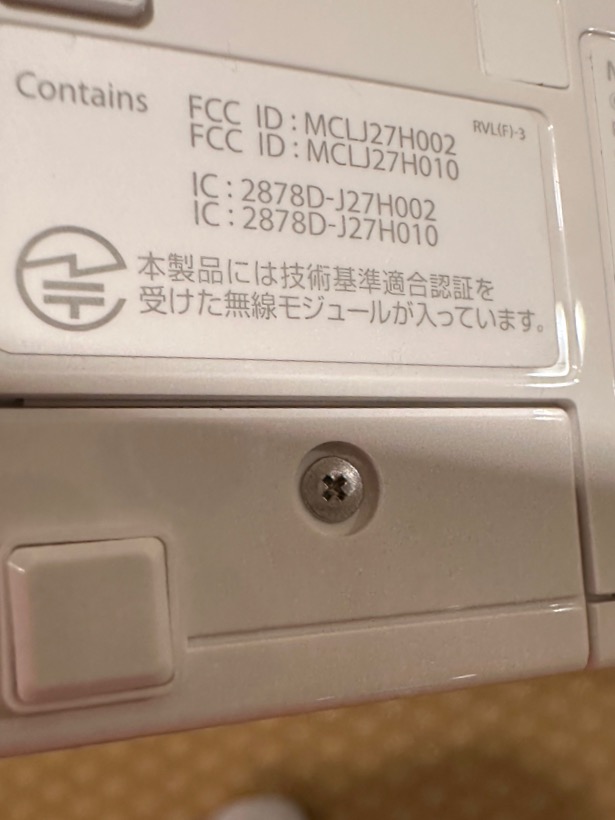 Contains
FCC ID : MCLJ27H002
RVL(F)-3
FCC ID : MCLJ27H010
IC : 2878D-J27H002
IC : 2878D-J27H010
本製品には技術基準適合認証を
受けた無線モジュールが入っています。